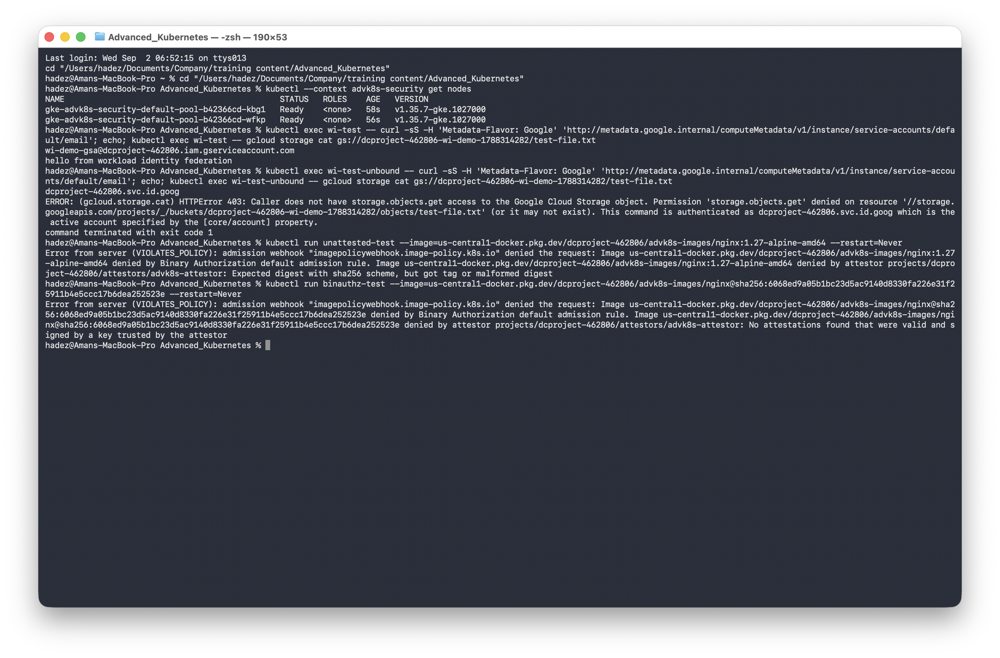 Advanced_Kubernetes — -zsh — 190×53
Last login: Wed Sep  2 06:52:15 on ttys013
cd "/Users/hadez/Documents/Company/training content/Advanced_Kubernetes"
hadez@Amans-MacBook-Pro ~ % cd "/Users/hadez/Documents/Company/training content/Advanced_Kubernetes"
hadez@Amans-MacBook-Pro Advanced_Kubernetes % kubectl --context advk8s-security get nodes
NAME                                             STATUS   ROLES    AGE   VERSION
gke-advk8s-security-default-pool-b42366cd-kbg1   Ready    <none>   58s   v1.35.7-gke.1027000
gke-advk8s-security-default-pool-b42366cd-wfkp   Ready    <none>   56s   v1.35.7-gke.1027000
hadez@Amans-MacBook-Pro Advanced_Kubernetes % kubectl exec wi-test -- curl -sS -H 'Metadata-Flavor: Google' 'http://metadata.google.internal/computeMetadata/v1/instance/service-accounts/defa
ult/email'; echo; kubectl exec wi-test -- gcloud storage cat gs://dcproject-462806-wi-demo-1788314282/test-file.txt
wi-demo-gsa@dcproject-462806.iam.gserviceaccount.com
hello from workload identity federation
hadez@Amans-MacBook-Pro Advanced_Kubernetes % kubectl exec wi-test-unbound -- curl -sS -H 'Metadata-Flavor: Google' 'http://metadata.google.internal/computeMetadata/v1/instance/service-accou
nts/default/email'; echo; kubectl exec wi-test-unbound -- gcloud storage cat gs://dcproject-462806-wi-demo-1788314282/test-file.txt
dcproject-462806.svc.id.goog
ERROR: (gcloud.storage.cat) HTTPError 403: Caller does not have storage.objects.get access to the Google Cloud Storage object. Permission 'storage.objects.get' denied on resource '//storage.
googleapis.com/projects/_/buckets/dcproject-462806-wi-demo-1788314282/objects/test-file.txt' (or it may not exist). This command is authenticated as dcproject-462806.svc.id.goog which is the
 active account specified by the [core/account] property.
command terminated with exit code 1
hadez@Amans-MacBook-Pro Advanced_Kubernetes % kubectl run unattested-test --image=us-central1-docker.pkg.dev/dcproject-462806/advk8s-images/nginx:1.27-alpine-amd64 --restart=Never
Error from server (VIOLATES_POLICY): admission webhook "imagepolicywebhook.image-policy.k8s.io" denied the request: Image us-central1-docker.pkg.dev/dcproject-462806/advk8s-images/nginx:1.27
-alpine-amd64 denied by Binary Authorization default admission rule. Image us-central1-docker.pkg.dev/dcproject-462806/advk8s-images/nginx:1.27-alpine-amd64 denied by attestor projects/dcpro
ject-462806/attestors/advk8s-attestor: Expected digest with sha256 scheme, but got tag or malformed digest
hadez@Amans-MacBook-Pro Advanced_Kubernetes % kubectl run binauthz-test --image=us-central1-docker.pkg.dev/dcproject-462806/advk8s-images/nginx@sha256:6068ed9a05b1bc23d5ac9140d8330fa226e31f2
5911b4e5ccc17b6dea252523e --restart=Never
Error from server (VIOLATES_POLICY): admission webhook "imagepolicywebhook.image-policy.k8s.io" denied the request: Image us-central1-docker.pkg.dev/dcproject-462806/advk8s-images/nginx@sha2
56:6068ed9a05b1bc23d5ac9140d8330fa226e31f25911b4e5ccc17b6dea252523e denied by Binary Authorization default admission rule. Image us-central1-docker.pkg.dev/dcproject-462806/advk8s-images/ngi
nx@sha256:6068ed9a05b1bc23d5ac9140d8330fa226e31f25911b4e5ccc17b6dea252523e denied by attestor projects/dcproject-462806/attestors/advk8s-attestor: No attestations found that were valid and s
igned by a key trusted by the attestor
hadez@Amans-MacBook-Pro Advanced_Kubernetes %